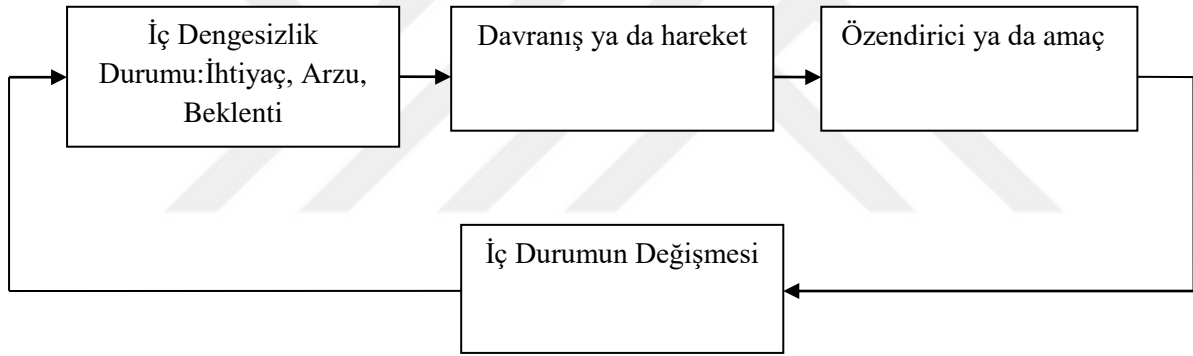 İç Dengesizlik
Durumu:İhtiyaç, Arzu,
Beklenti
Davranış ya da hareket
Özendirici ya da amaç
İç Durumun Değişmesi